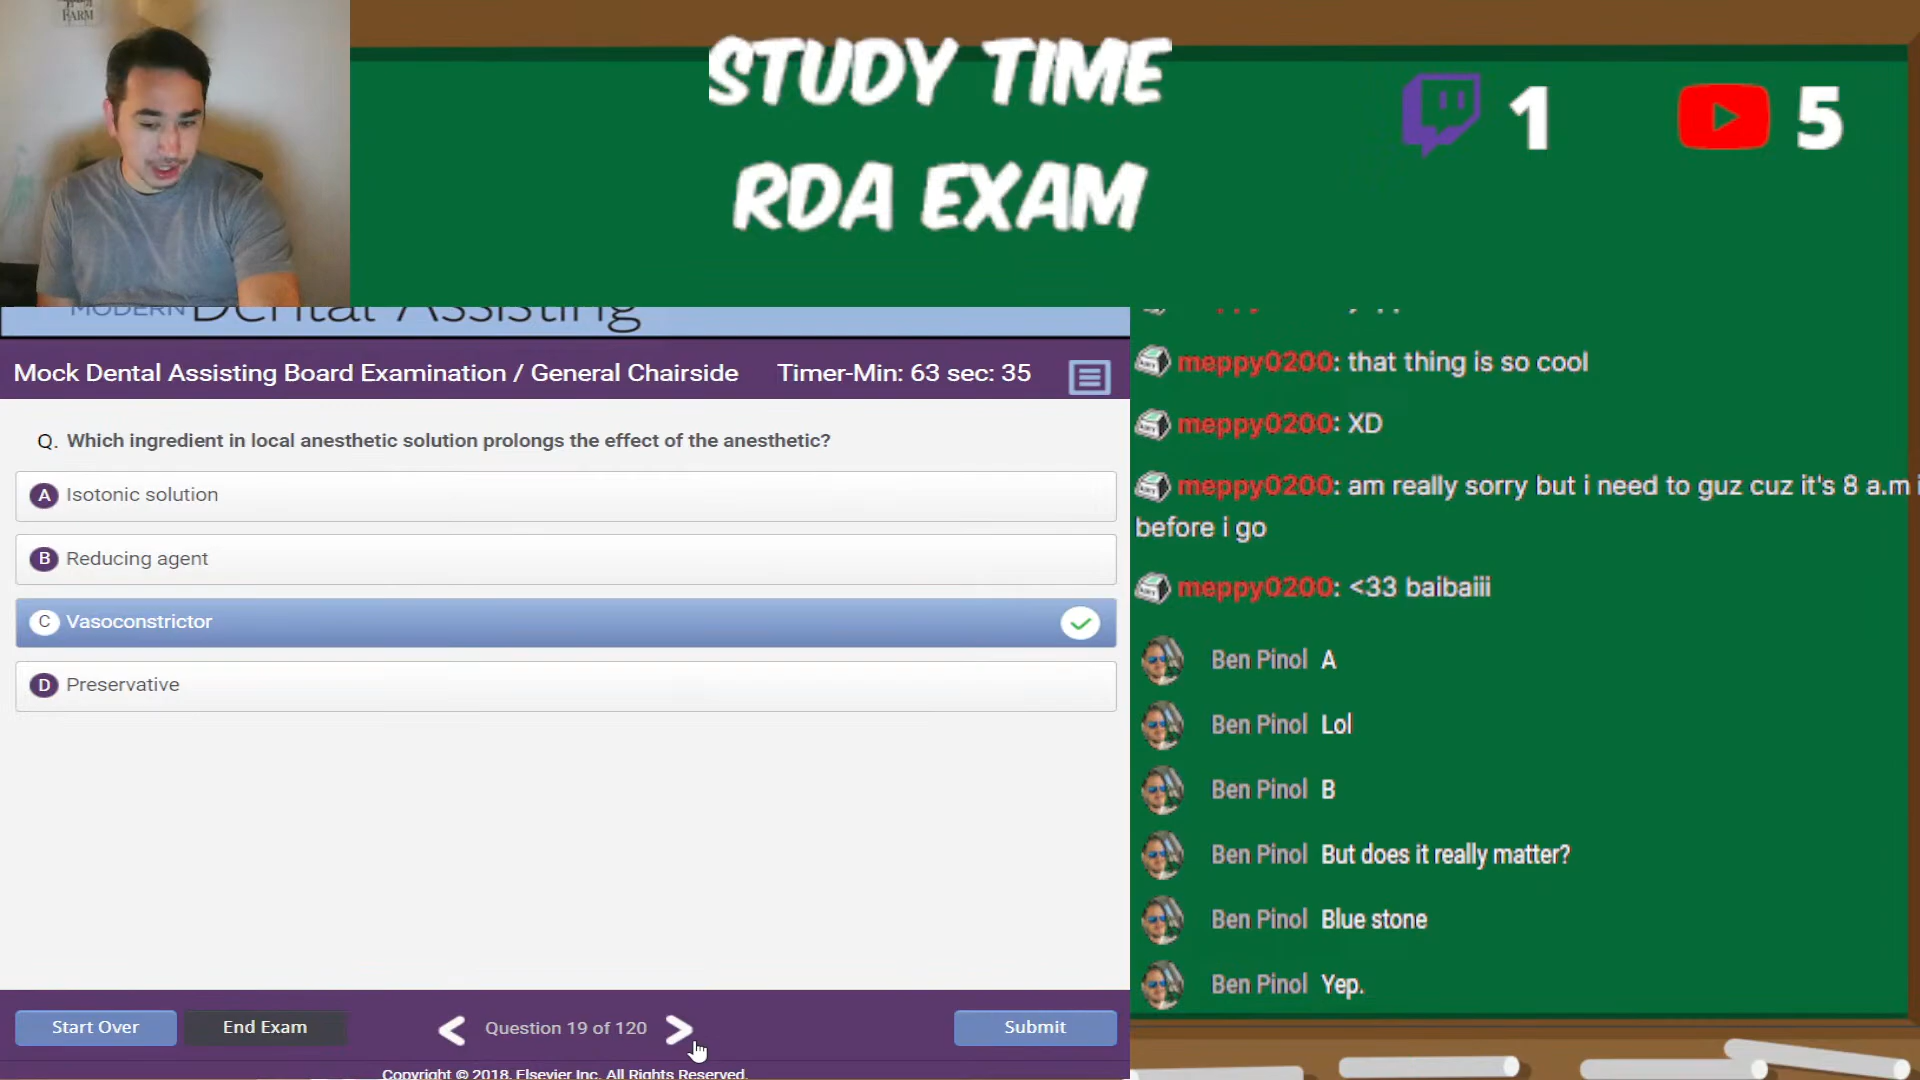 FARM
STUDY TIME
RDA EXAM
1
5
MODERN Dental Assisting
Mock Dental Assisting Board Examination / General Chairside
Timer-Min: 63 sec: 35
Q. Which ingredient in local anesthetic solution prolongs the effect of the anesthetic?
A Isotonic solution
B Reducing agent
C Vasoconstrictor
D Preservative
Start Over
End Exam
Question 19 of 120
Submit
Copyright © 2018, Elsevier Inc. All Rights Reserved.
meppy0200: that thing is so cool
meppy0200: XD
meppy0200: am really sorry but i need to guz cuz it's 8 a.m i
before i go
meppy0200: <33 baibaiii
Ben Pinol A
Ben Pinol Lol
Ben Pinol B
Ben Pinol But does it really matter?
Ben Pinol Blue stone
Ben Pinol Yep.